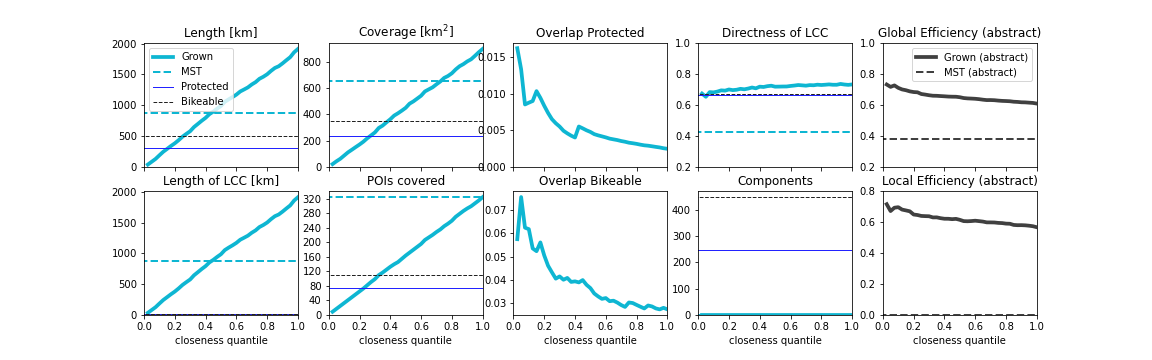 Length [km]
Coverage [km²]
Overlap Protected
Directness of LCC
Global Efficiency (abstract)
2000
1500
1000
500
0
Grown
MST
Protected
Bikeable
800
600
400
200
0
0.015
0.010
0.005
0.000
1.0
0.8
0.6
0.4
0.2
1.0
0.8
0.6
0.4
0.2
Grown (abstract)
MST (abstract)
Length of LCC [km]
POIs covered
Overlap Bikeable
Components
Local Efficiency (abstract)
2000
1500
1000
500
0
320
280
240
200
160
120
80
40
0
0.07
0.06
0.05
0.04
0.03
400
300
200
100
0
0.8
0.6
0.4
0.2
0.0
0.0 0.2 0.4 0.6 0.8 1.0
0.2 0.4 0.6 0.8 1.0
0.0 0.2 0.4 0.6 0.8 1.0
0.0 0.2 0.4 0.6 0.8 1.0
0.0 0.2 0.4 0.6 0.8 1.0
closeness quantile
closeness quantile
closeness quantile
closeness quantile
closeness quantile